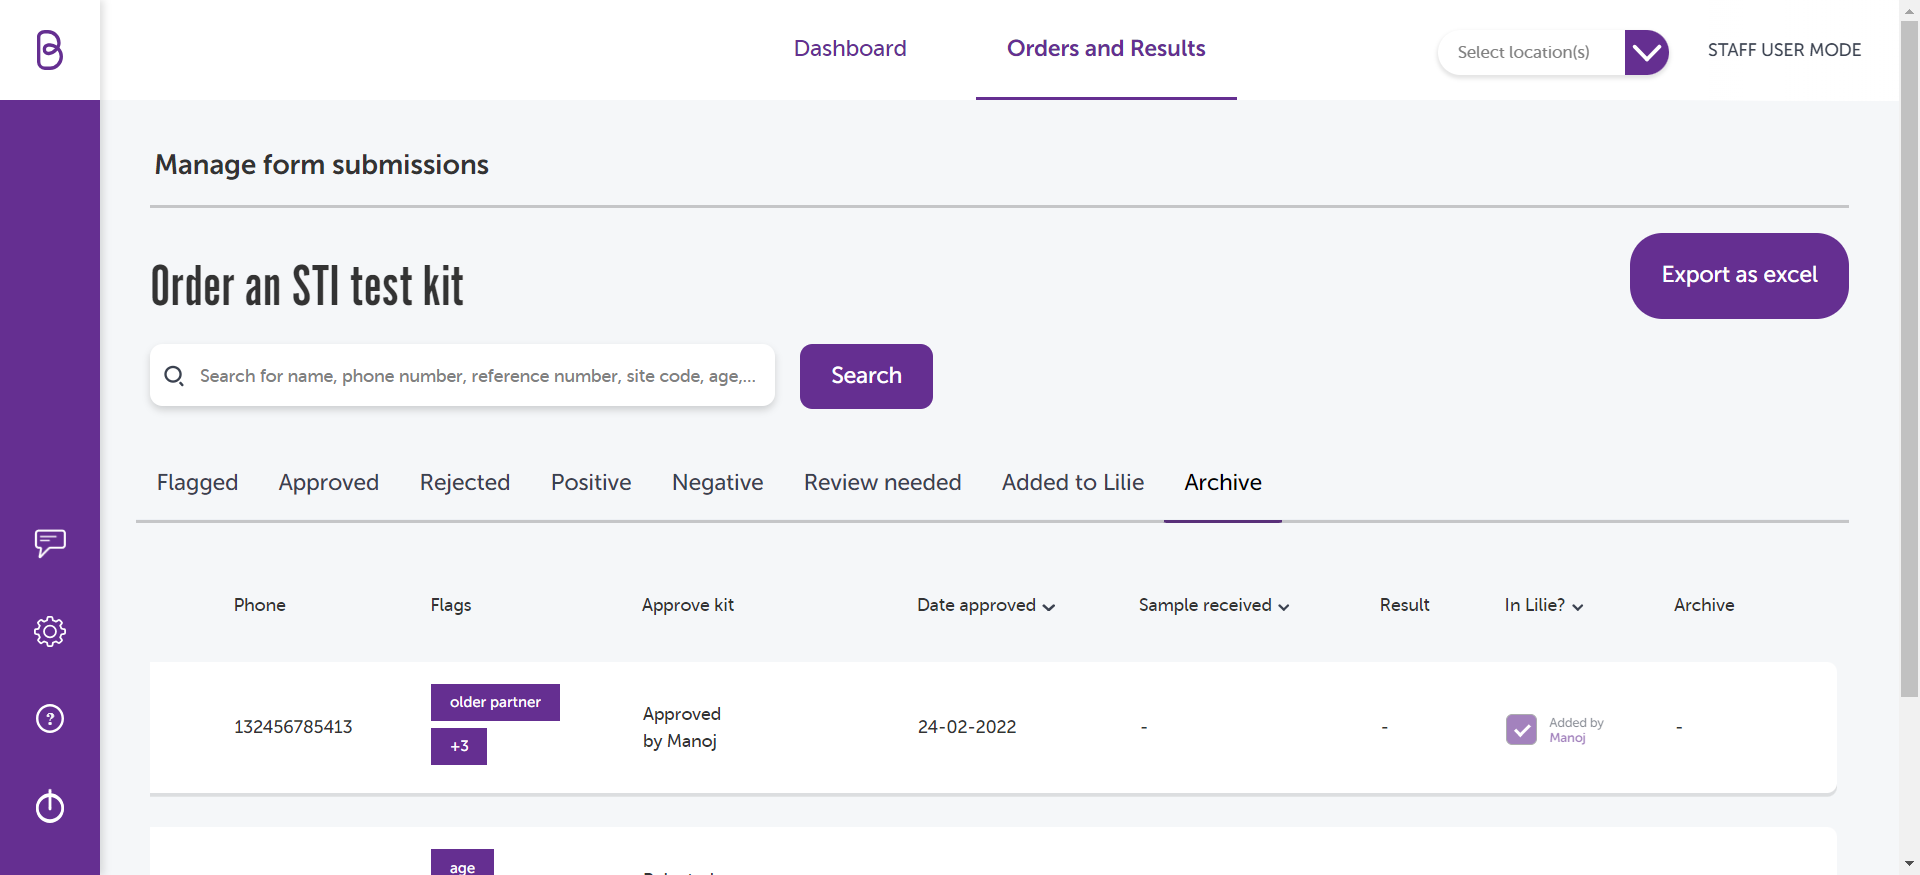 B
Dashboard
Orders and Results
Select location(s)
STAFF USER MODE
Manage form submissions
Order an STI test kit
Export as excel
Search for name, phone number, reference number, site code, age,...
Search
Flagged Approved Rejected Positive Negative Review needed Added to Lilie Archive
Phone Flags Approve kit Date approved Sample received Result In Lilie? Archive
older partner
+3
132456785413
Approved
by Manoj
24-02-2022
-
-
Added by
Manoj
-
age